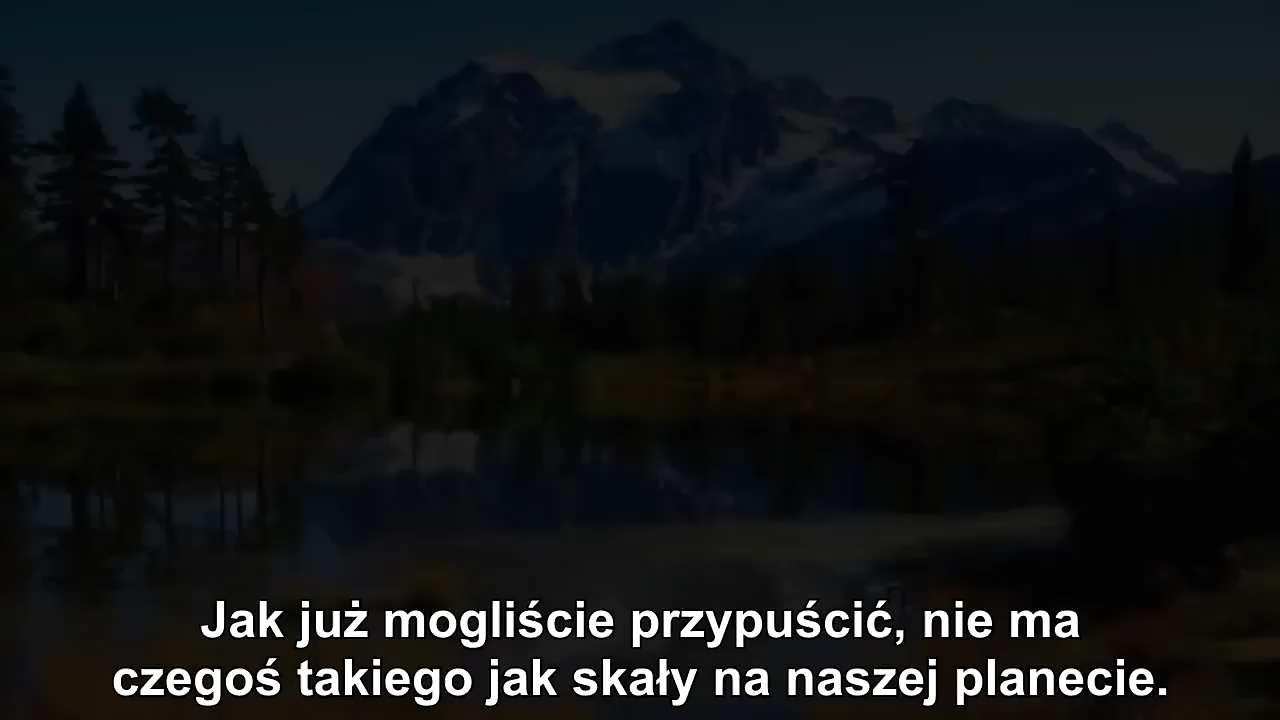 Jak już mogliście przypuścić, nie ma
czegoś takiego jak skały na naszej planecie.